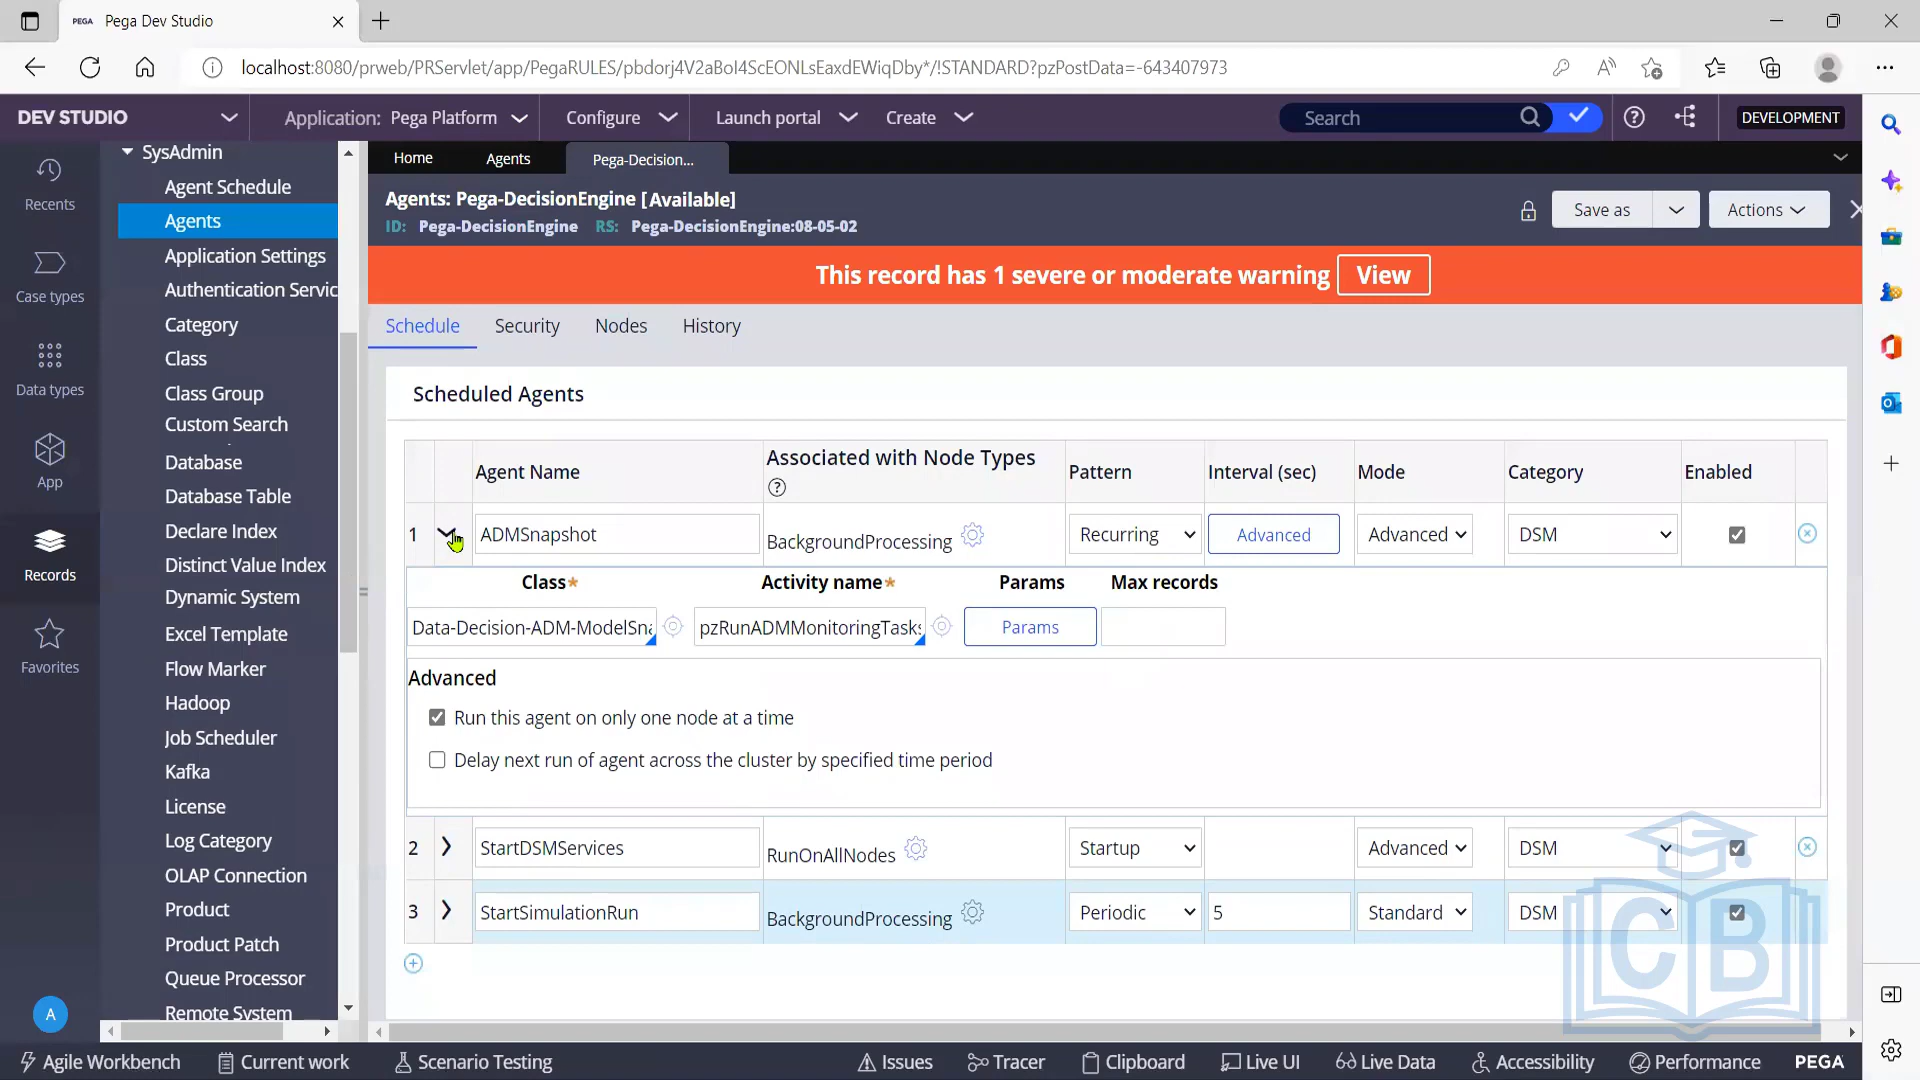 PEGA Pega Dev Studio
localhost:8080/prweb/PRServlet/app/PegaRULES/pbdorj4V2aBoI4ScEONLsEaxdEWiqDby*/!STANDARD?pzPostData=-643407973
DEV STUDIO
Application: Pega Platform
Configure
Launch portal
Create
Search
DEVELOPMENT
Recents
Case types
Data types
App
Records
Favorites
A
SysAdmin
Agent Schedule
Agents
Application Settings
Authentication Servic
Category
Class
Class Group
Custom Search
Database
Database Table
Declare Index
Distinct Value Index
Dynamic System
Excel Template
Flow Marker
Hadoop
Job Scheduler
Kafka
License
Log Category
OLAP Connection
Product
Product Patch
Queue Processor
Remote System
Home Agents Pega-Decision...
Agents: Pega-DecisionEngine [Available]
ID: Pega-DecisionEngine RS: Pega-DecisionEngine:08-05-02
Save as
Actions
This record has 1 severe or moderate warning View
Schedule Security Nodes History
Scheduled Agents
Agent Name Associated with Node Types Pattern Interval (sec) Mode Category Enabled
1 ADMSnapshot BackgroundProcessing Recurring Advanced Advanced DSM
Class* Activity name* Params Max records
Data-Decision-ADM-ModelSna pzRunADMMonitoringTasks Params
Advanced
Run this agent on only one node at a time
Delay next run of agent across the cluster by specified time period
2 StartDSMServices RunOnAllNodes Startup Advanced DSM
3 StartSimulationRun BackgroundProcessing Periodic 5 Standard DSM
CB
Agile Workbench Current work Scenario Testing Issues Tracer Clipboard Live UI Live Data Accessibility Performance PEGA